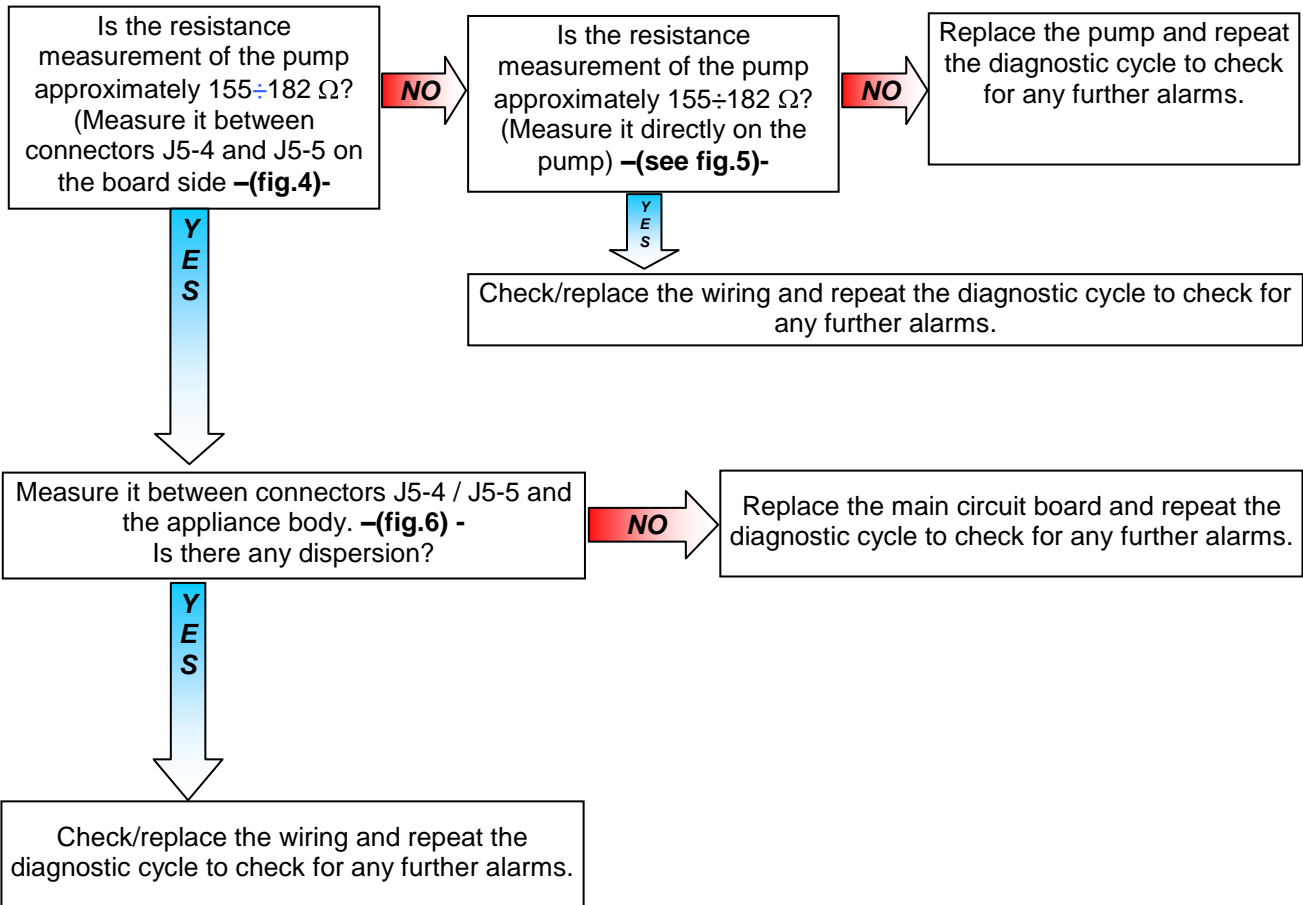 Is the resistance
measurement of the pump
approximately 155÷182 Ω?
(Measure it between
connectors J5-4 and J5-5 on
the board side –(fig.4)-
NO
Is the resistance
measurement of the pump
approximately 155÷182 Ω?
(Measure it directly on the
pump) –(see fig.5)-
NO
Replace the pump and repeat
the diagnostic cycle to check
for any further alarms.
Y
E
S
Y
E
S
Check/replace the wiring and repeat the diagnostic cycle to check for
any further alarms.
Measure it between connectors J5-4 / J5-5 and
the appliance body. –(fig.6) -
Is there any dispersion?
NO
Replace the main circuit board and repeat the
diagnostic cycle to check for any further alarms.
Y
E
S
Check/replace the wiring and repeat the
diagnostic cycle to check for any further alarms.